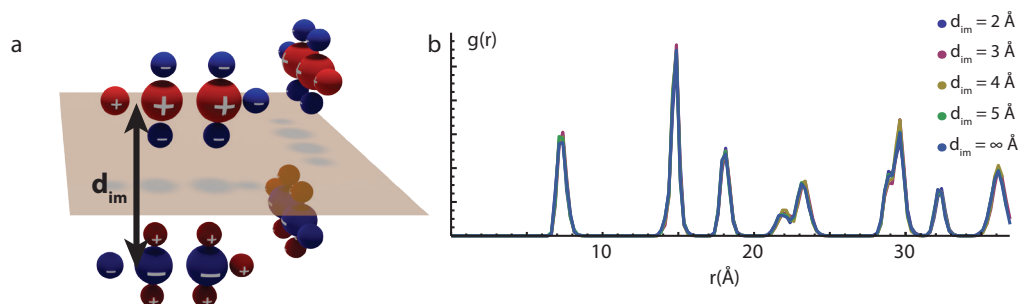 a
+
−
−
+
+
−
−
−
d_im
+
+
−
−
−
+
+
+
b
g(r)
d_im = 2 Å
d_im = 3 Å
d_im = 4 Å
d_im = 5 Å
d_im = ∞ Å
10
20
30
r(Å)